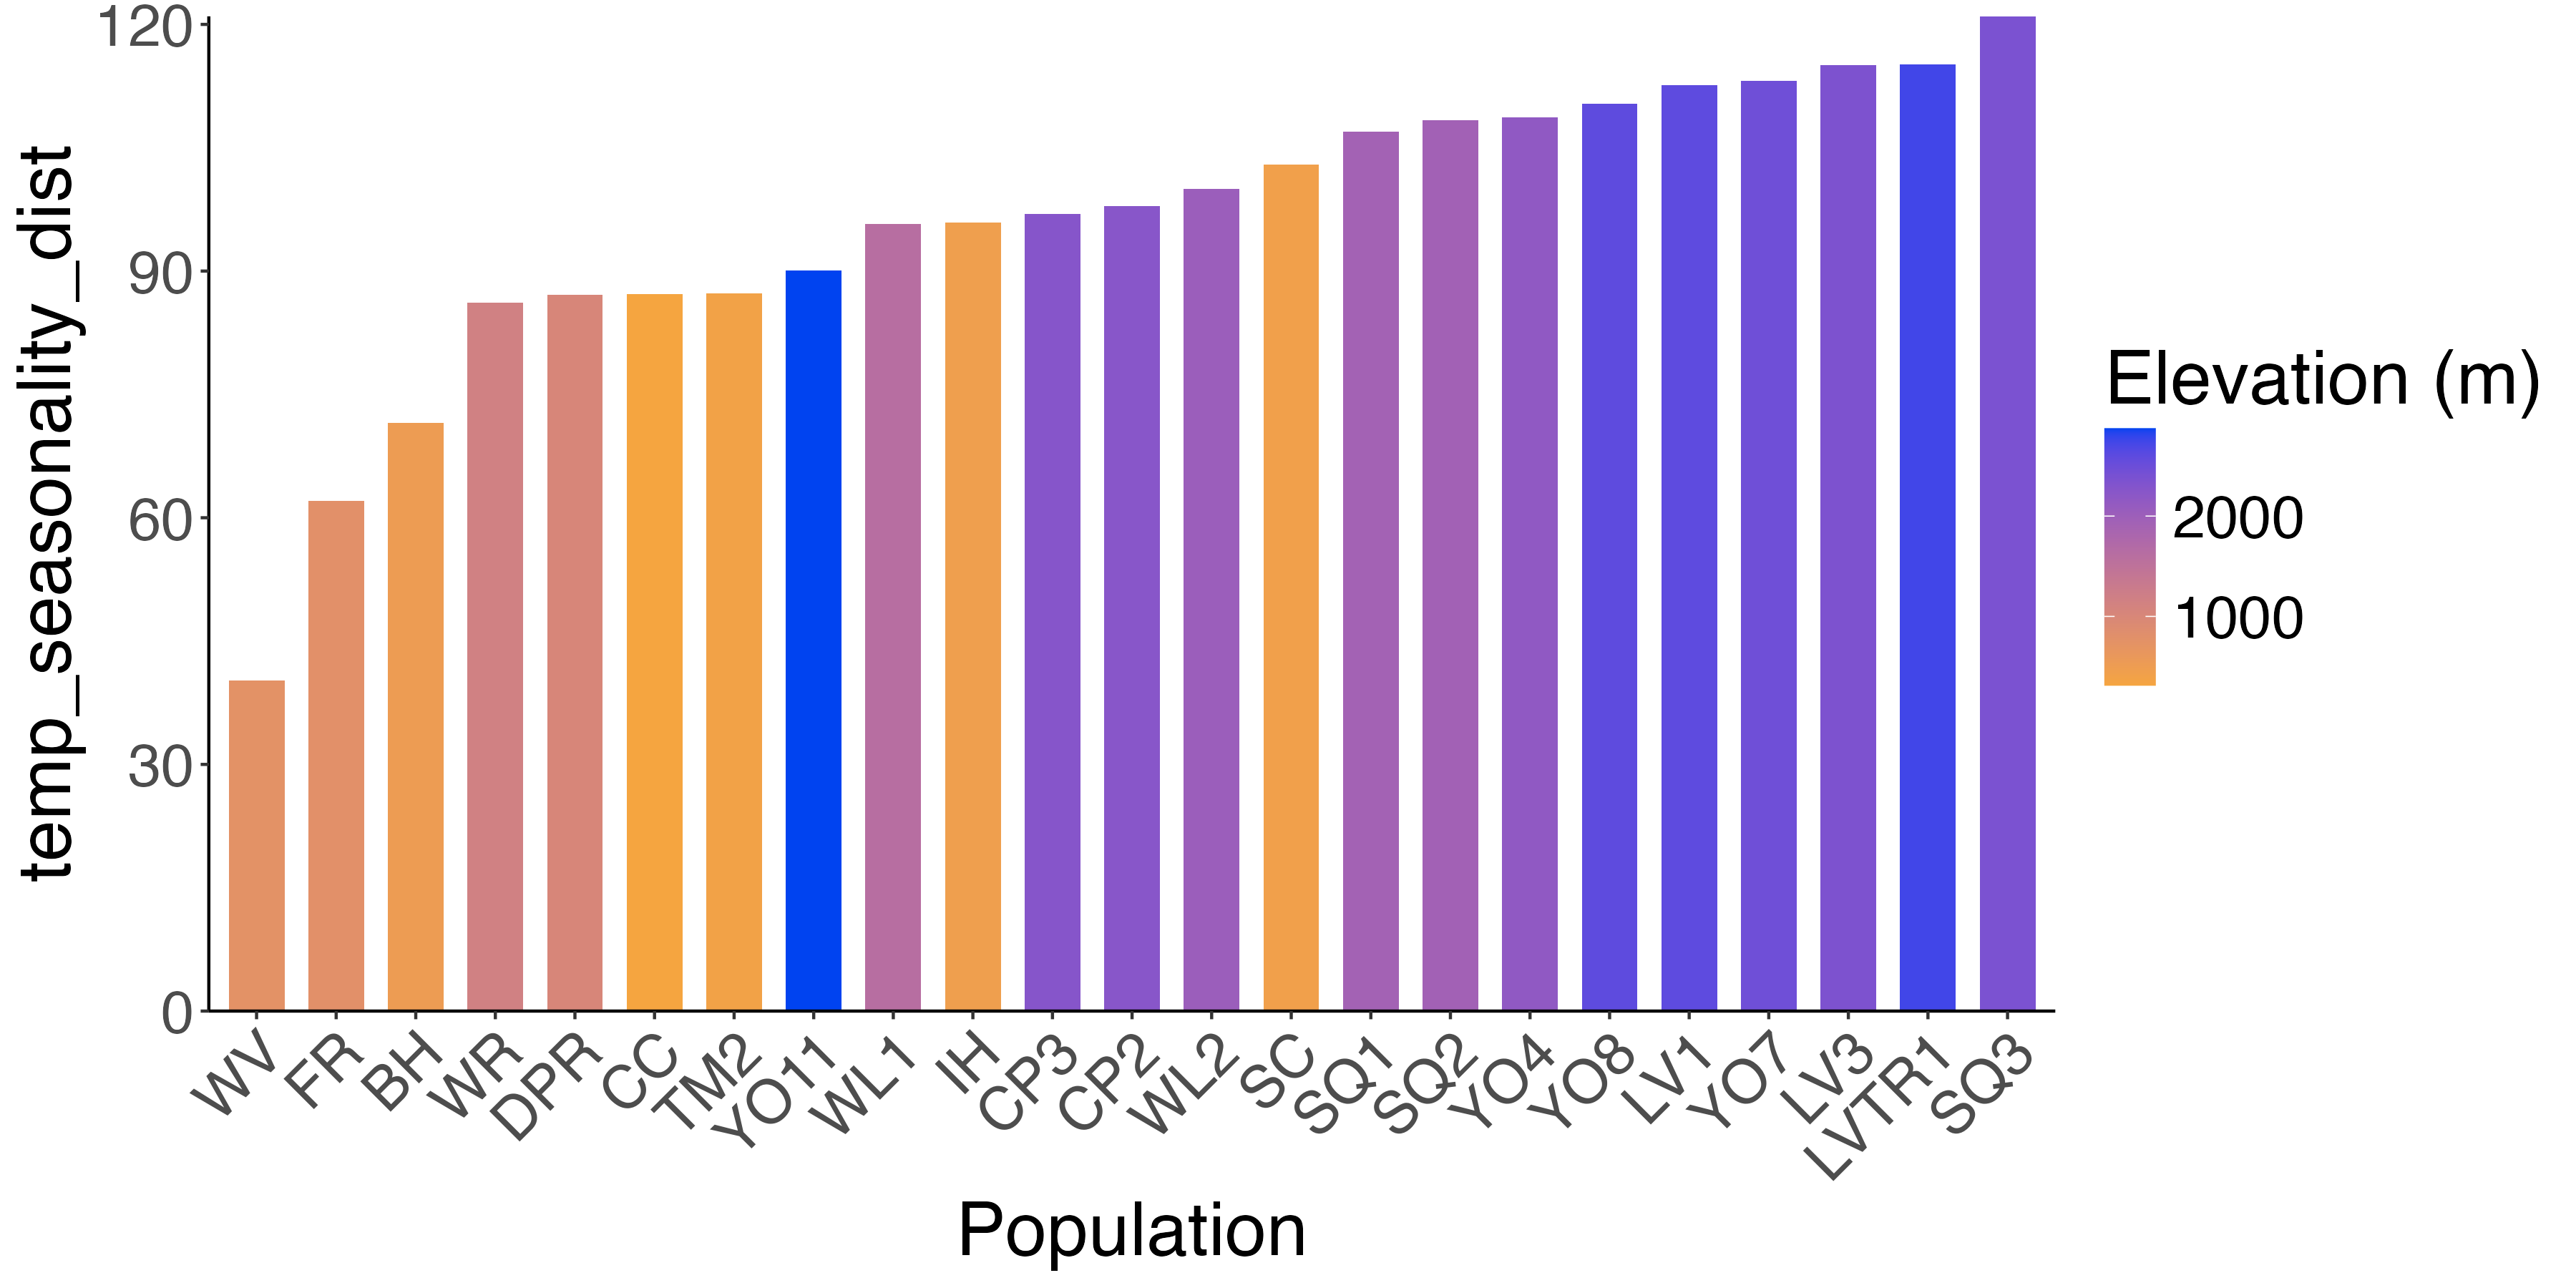 temp_seasonality_dist
120
90
60
30
0
WV
FR
BH
WR
DPR
CC
TM2
YO11
WL1
IH
CP3
CP2
WL2
SC
SQ1
SQ2
YO4
YO8
LV1
YO7
LV3
LVTR1
SQ3
Population
Elevation (m)
2000
1000